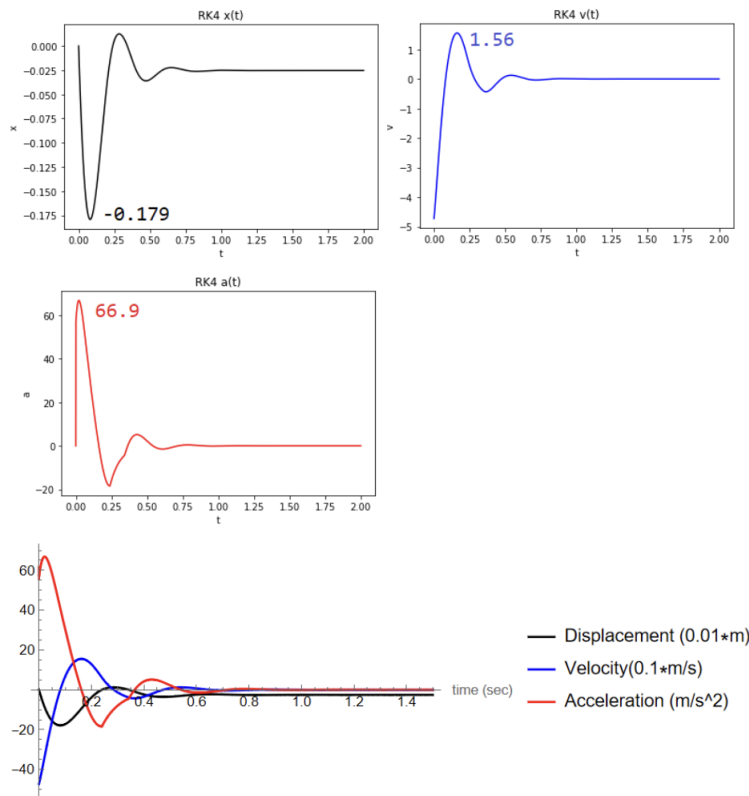 RK4 x(t)
0.000
−0.025
−0.050
−0.075
−0.100
−0.125
−0.150
−0.175
x
-0.179
0.00 0.25 0.50 0.75 1.00 1.25 1.50 1.75 2.00
t
RK4 v(t)
1.56
1
0
−1
−2
−3
−4
−5
v
0.00 0.25 0.50 0.75 1.00 1.25 1.50 1.75 2.00
t
RK4 a(t)
66.9
60
40
20
0
−20
a
0.00 0.25 0.50 0.75 1.00 1.25 1.50 1.75 2.00
t
60
40
20
-20
-40
0.2 0.4 0.6 0.8 1.0 1.2 1.4
time (sec)
Displacement (0.01*m)
Velocity(0.1*m/s)
Acceleration (m/s^2)